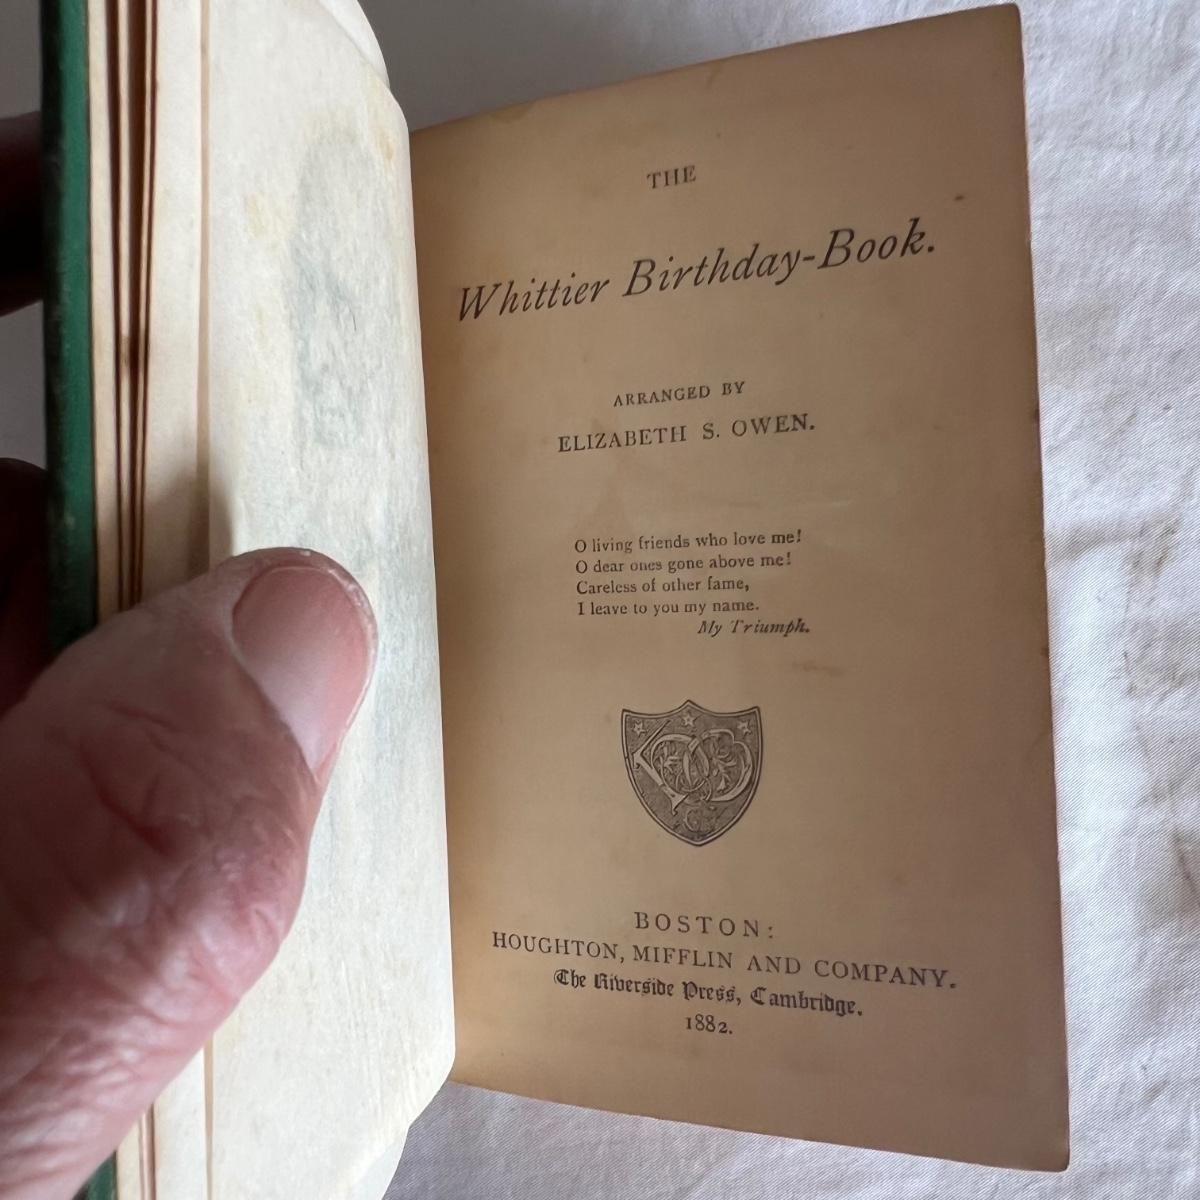 THE
Whittier Birthday-Book.
ARRANGED BY
ELIZABETH S. OWEN.
O living friends who love me!
O dear ones gone above me!
Careless of other fame,
I leave to you my name.
My Triumph.
BOSTON:
HOUGHTON, MIFFLIN AND COMPANY.
The Riverside Press, Cambridge.
1882.